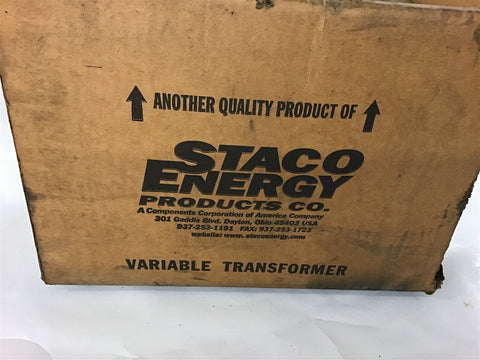 ANOTHER QUALITY PRODUCT OF
STACO
ENERGY
PRODUCTS CO.
A Components Corporation of America Company
301 Gaddis Blvd. Dayton, Ohio 45403 USA
937-253-1191 FAX: 937-253-1723
website: www.stacoenergy.com
VARIABLE TRANSFORMER